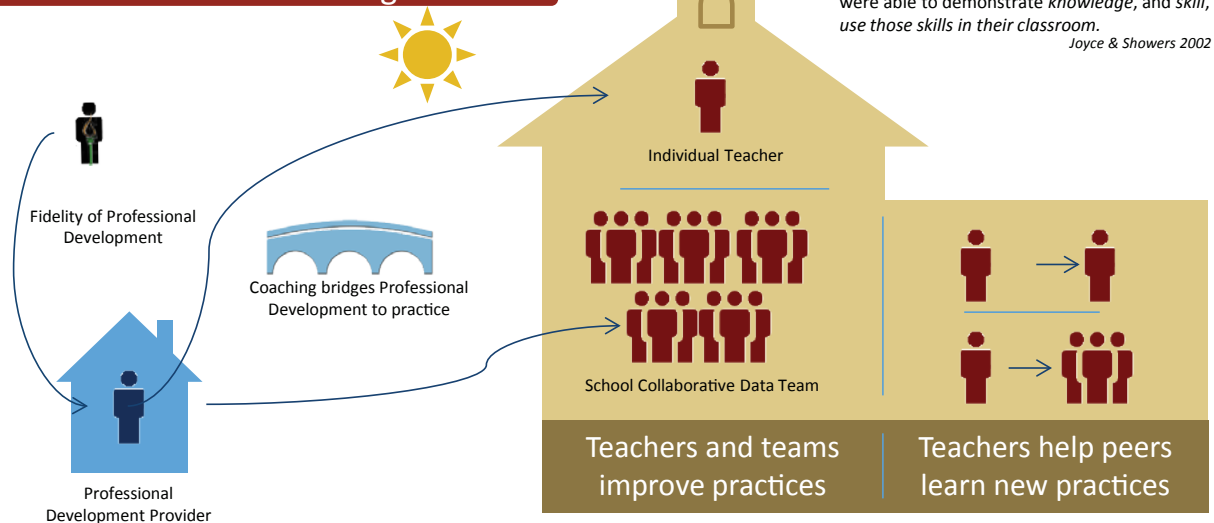 were able to demonstrate knowledge, and skill,
use those skills in their classroom.
Joyce & Showers 2002
Individual Teacher
Fidelity of Professional
Development
Coaching bridges Professional
Development to practice
School Collaborative Data Team
Teachers and teams
improve practices
Teachers help peers
learn new practices
Professional
Development Provider